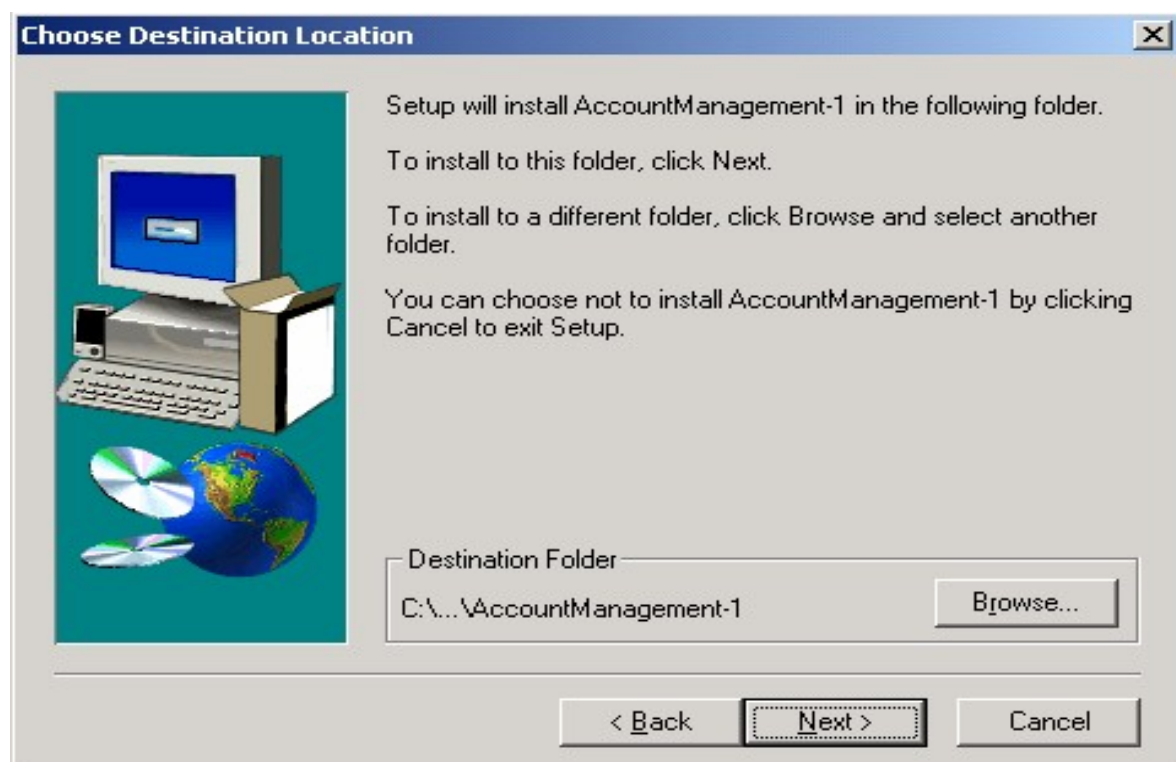 Choose Destination Location
Setup will install AccountManagement-1 in the following folder.
To install to this folder, click Next.
To install to a different folder, click Browse and select another
folder.
You can choose not to install AccountManagement-1 by clicking
Cancel to exit Setup.
Destination Folder
C:\...\AccountManagement-1
Browse...
< Back
Next >
Cancel